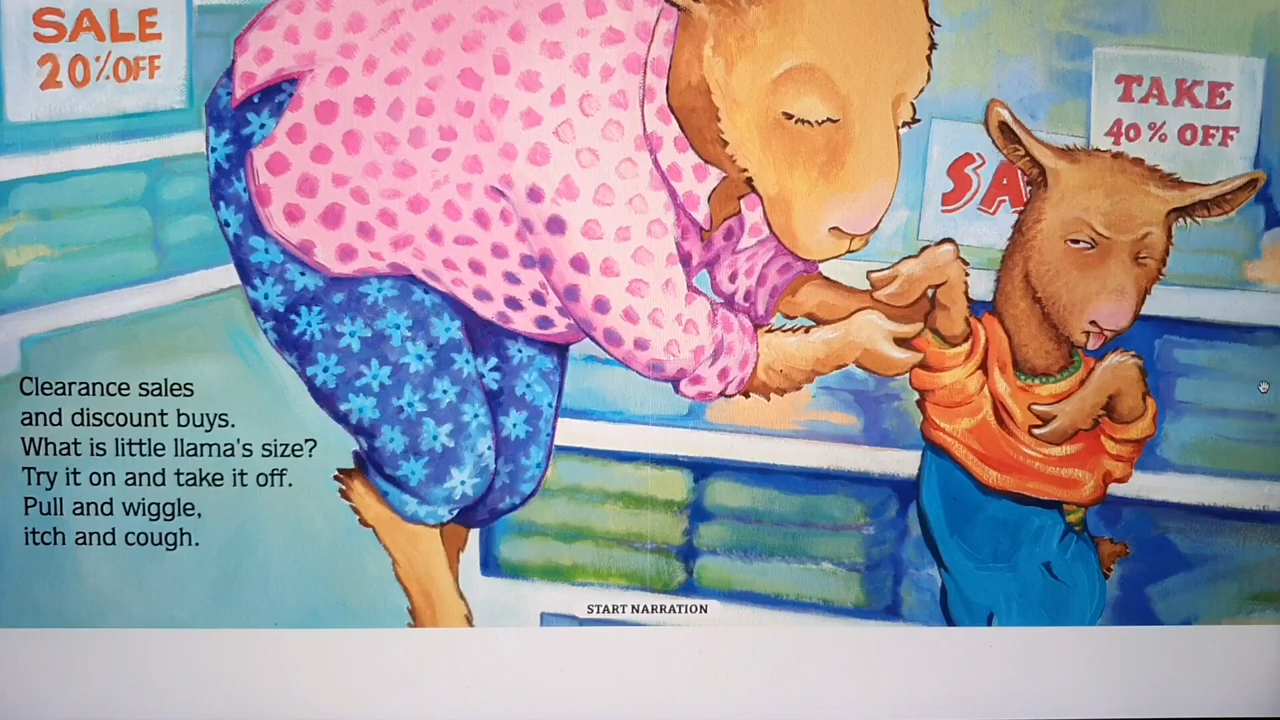 SALE
20% OFF
TAKE
40% OFF
SA
Clearance sales
and discount buys.
What is little llama's size?
Try it on and take it off.
Pull and wiggle,
itch and cough.
START NARRATION